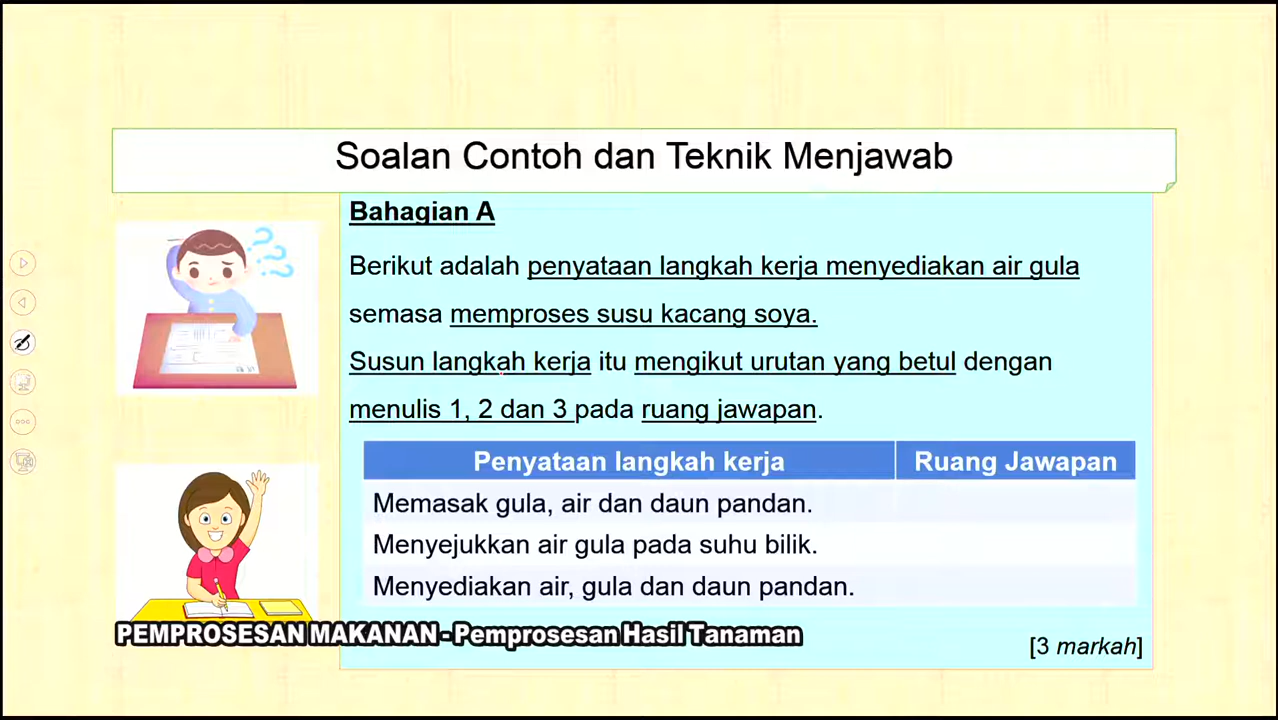 Soalan Contoh dan Teknik Menjawab
Bahagian A
Berikut adalah penyataan langkah kerja menyediakan air gula
semasa memproses susu kacang soya.
Susun langkah kerja itu mengikut urutan yang betul dengan
menulis 1, 2 dan 3 pada ruang jawapan.
Penyataan langkah kerja Ruang Jawapan
Memasak gula, air dan daun pandan.
Menyejukkan air gula pada suhu bilik.
Menyediakan air, gula dan daun pandan.
PEMPROSESAN MAKANAN - Pemprosesan Hasil Tanaman
[3 markah]